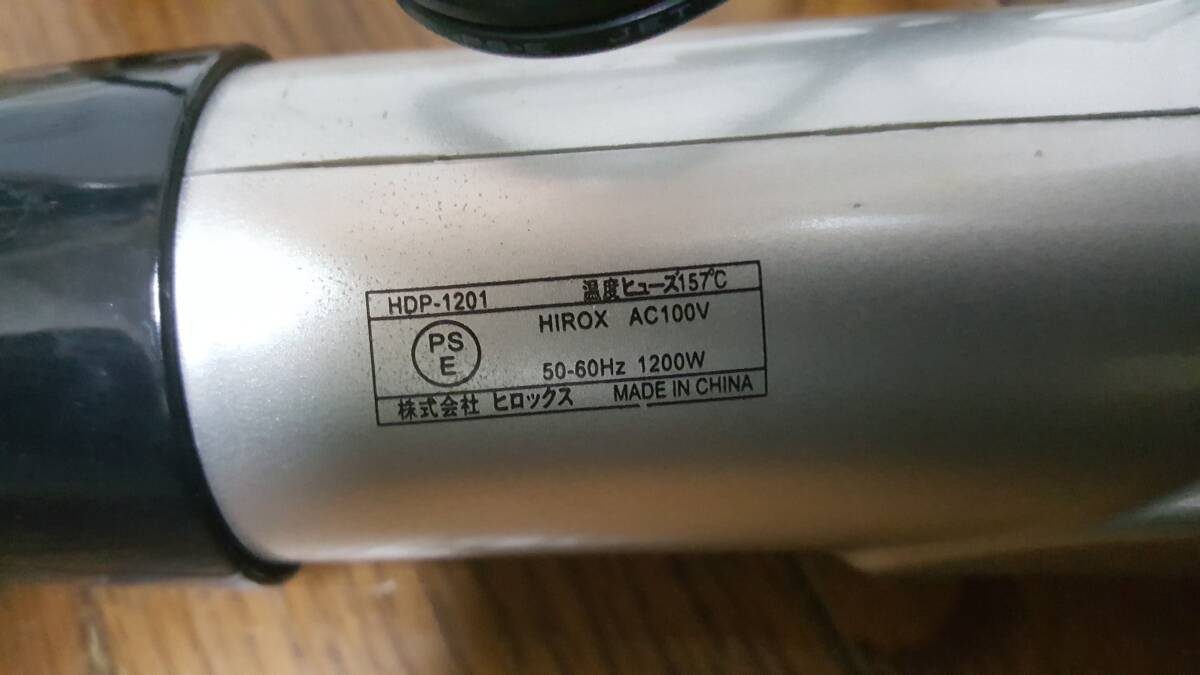 HDP-1201 温度ヒューズ157℃
PS
E
HIROX AC100V
50-60Hz 1200W
株式会社 ヒロックス MADE IN CHINA